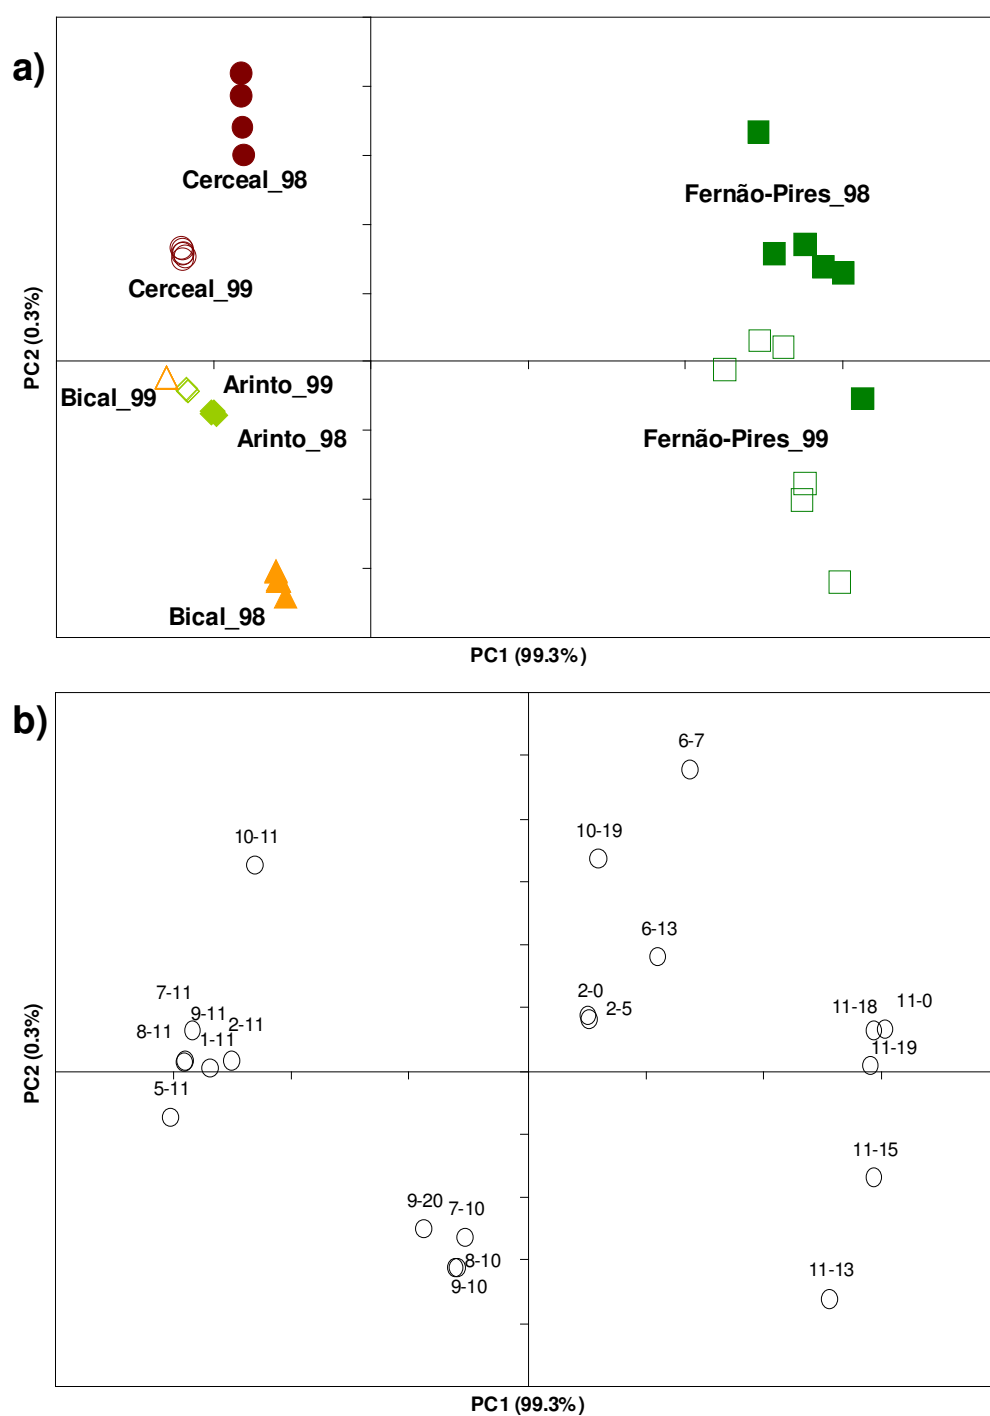 a)
Cerceal_98
Fernão-Pires_98
Cerceal_99
PC2 (0.3%)
Bical_99
Arinto_99
Arinto_98
Fernão-Pires_99
Bical_98
PC1 (99.3%)
b)
6-7
10-11
10-19
6-13
7-11
2-0
11-18
11-0
9-11
2-5
8-11
1-11
2-11
11-19
PC2 (0.3%)
5-11
11-15
9-20
7-10
8-10
11-13
9-10
PC1 (99.3%)